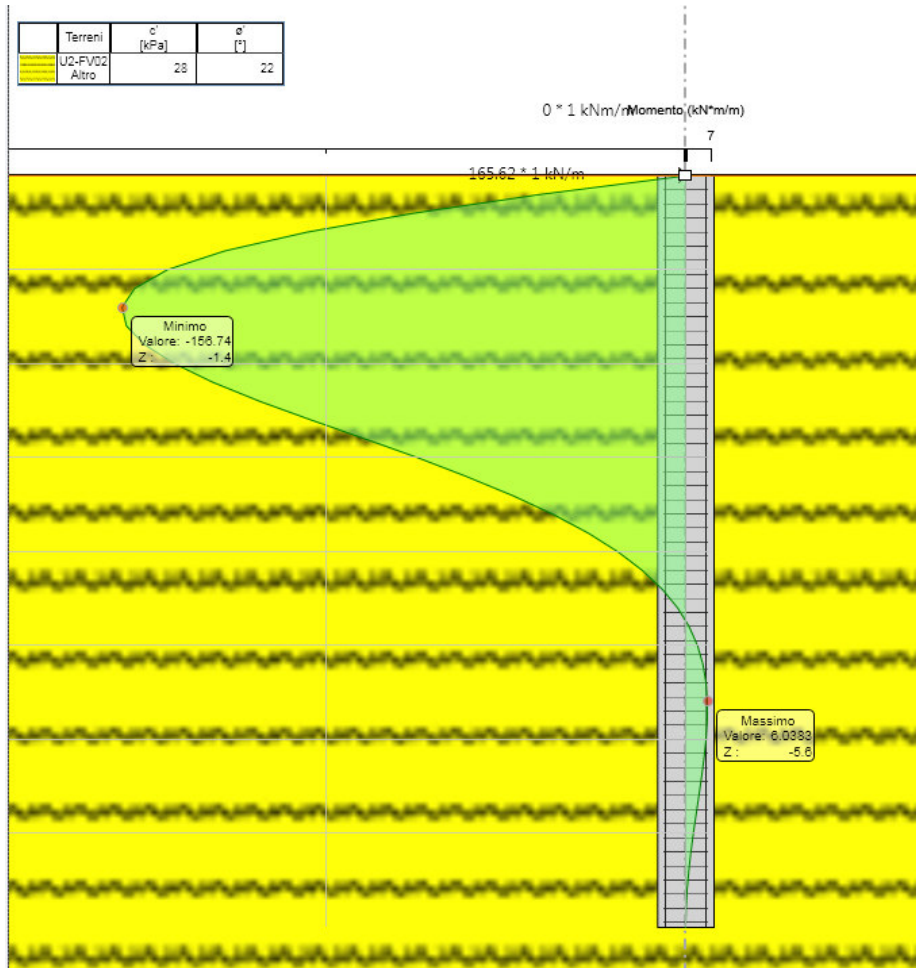 Terreni c' ø'
[kPa] [°]
U2-FV02
Altro 28 22
0 * 1 kNm/m Momento (kN*m/m)
7
165.62 * 1 kN/m
Minimo
Valore: -156.74
Z : -1.4
Massimo
Valore: 6.0383
Z : -5.6